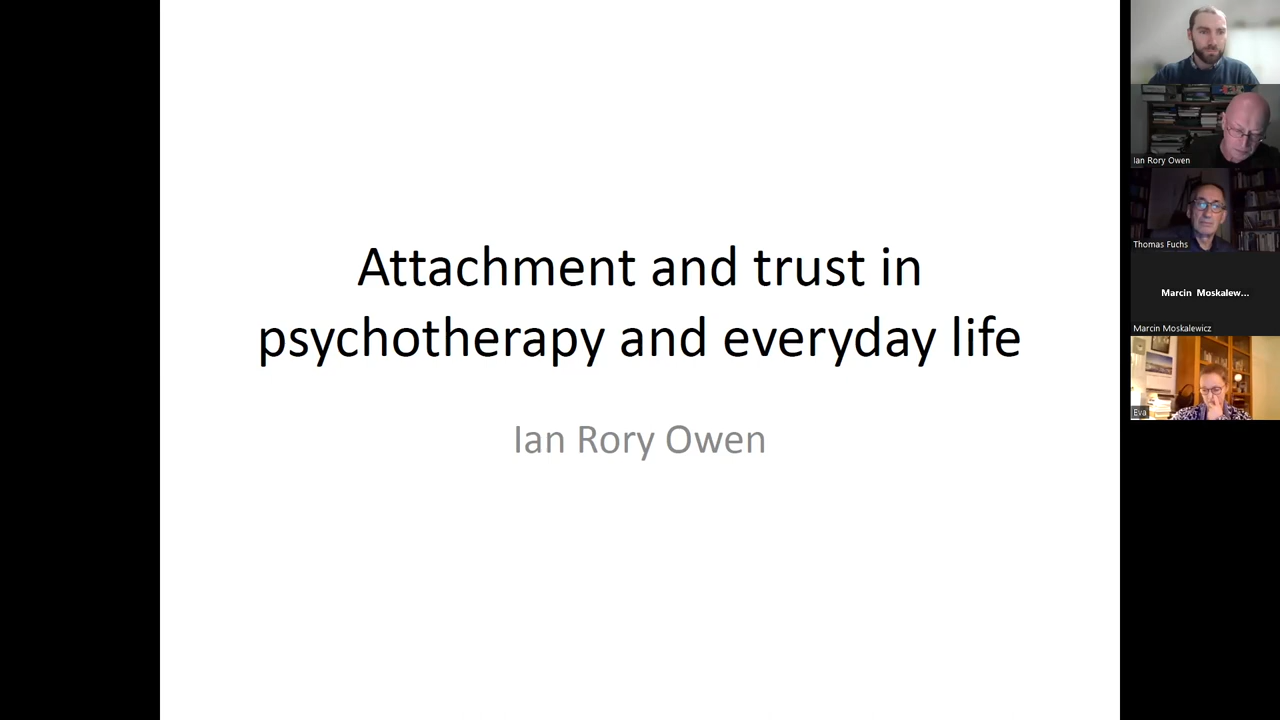 Attachment and trust in
psychotherapy and everyday life
Ian Rory Owen
Ian Rory Owen
Thomas Fuchs
Marcin Moskalew...
Marcin Moskalewicz
Eva